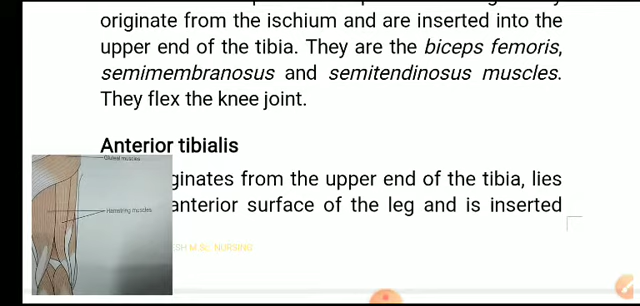 originate from the ischium and are inserted into the
upper end of the tibia. They are the biceps femoris,
semimembranosus and semitendinosus muscles.
They flex the knee joint.
Anterior tibialis
Gluteal muscles
ginates from the upper end of the tibia, lies
Hamstring muscles
anterior surface of the leg and is inserted
SH M.Sc. NURSING